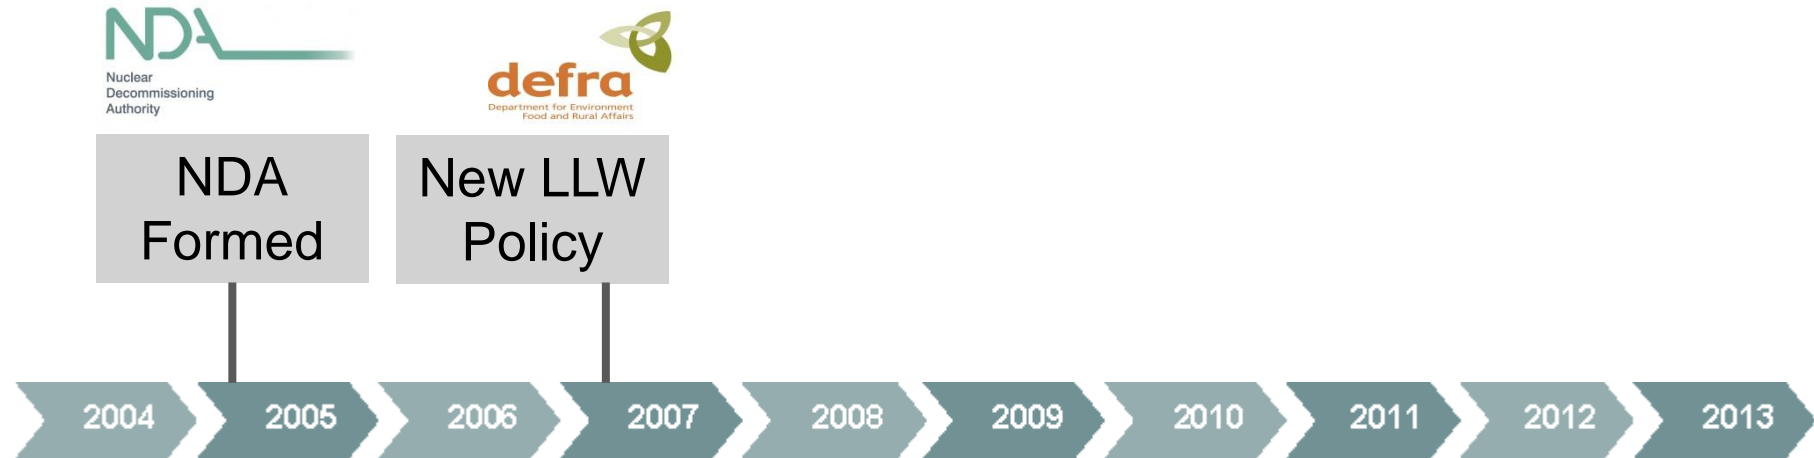 NDA
Nuclear
Decommissioning
Authority
defra
Department for Environment
Food and Rural Affairs
NDA
Formed
New LLW
Policy
2004
2005
2006
2007
2008
2009
2010
2011
2012
2013